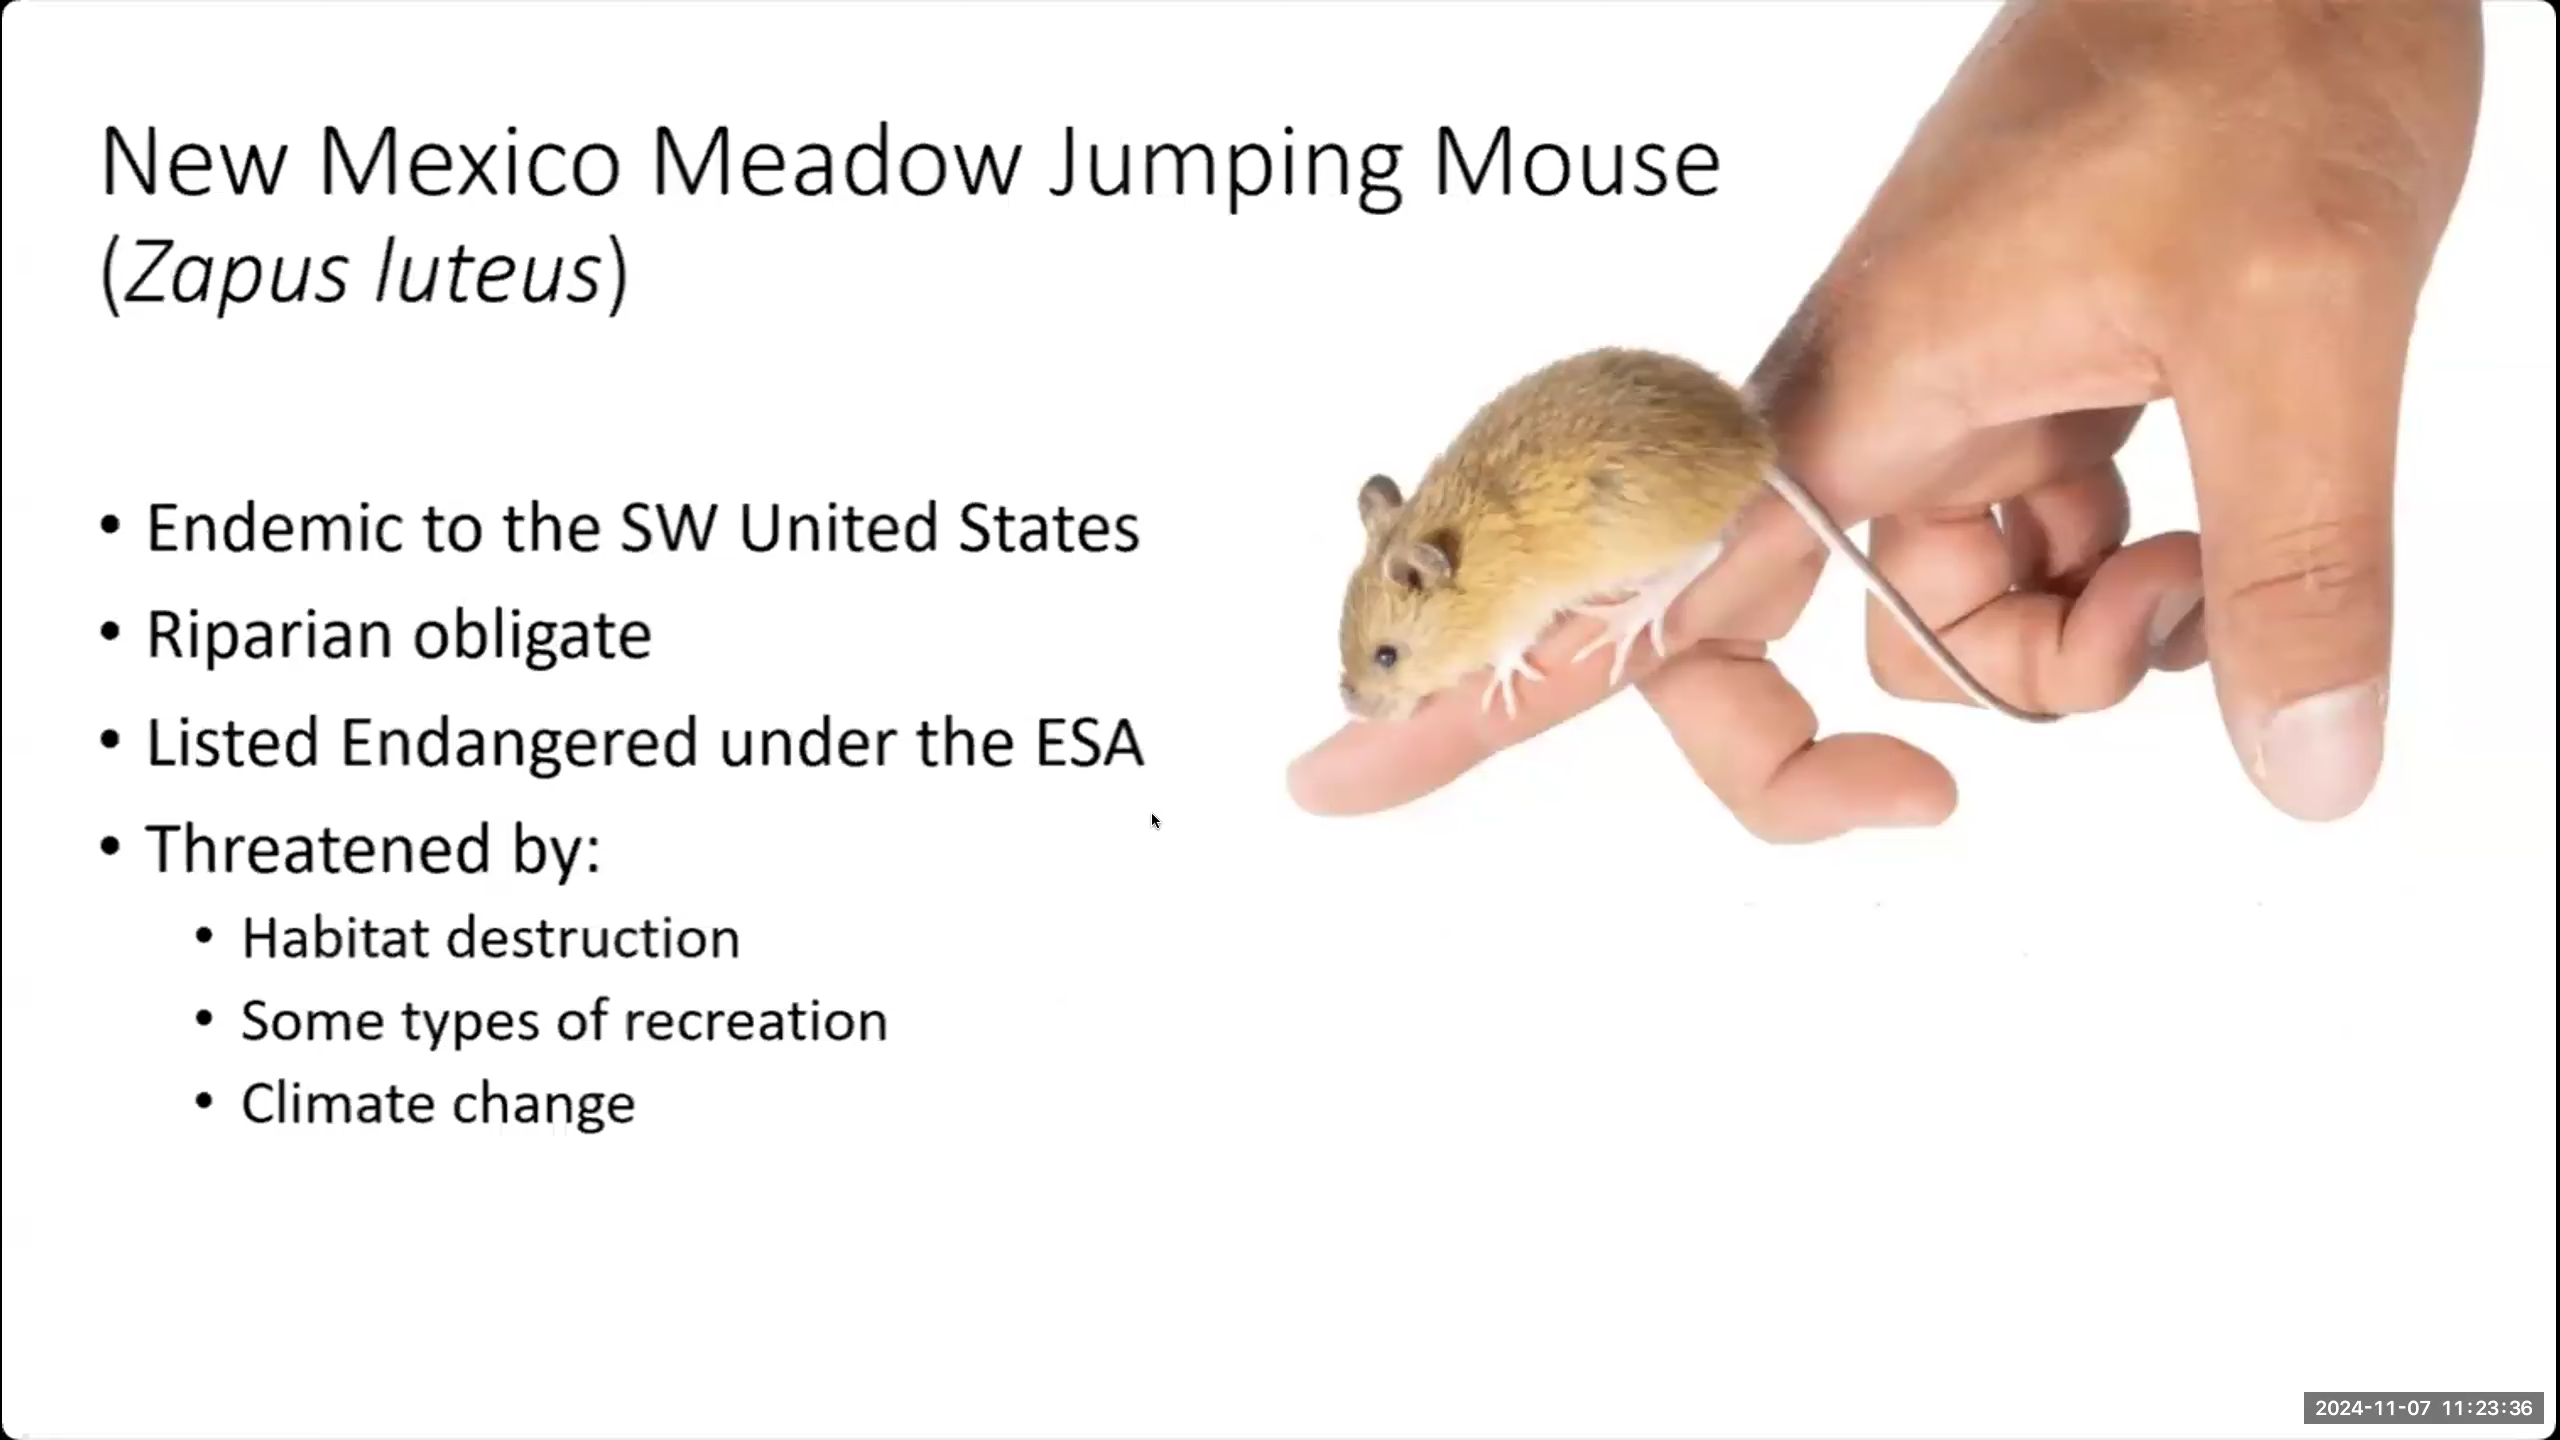 New Mexico Meadow Jumping Mouse
(Zapus luteus)
• Endemic to the SW United States
• Riparian obligate
• Listed Endangered under the ESA
• Threatened by:
• Habitat destruction
• Some types of recreation
• Climate change
2024-11-07 11:23:36